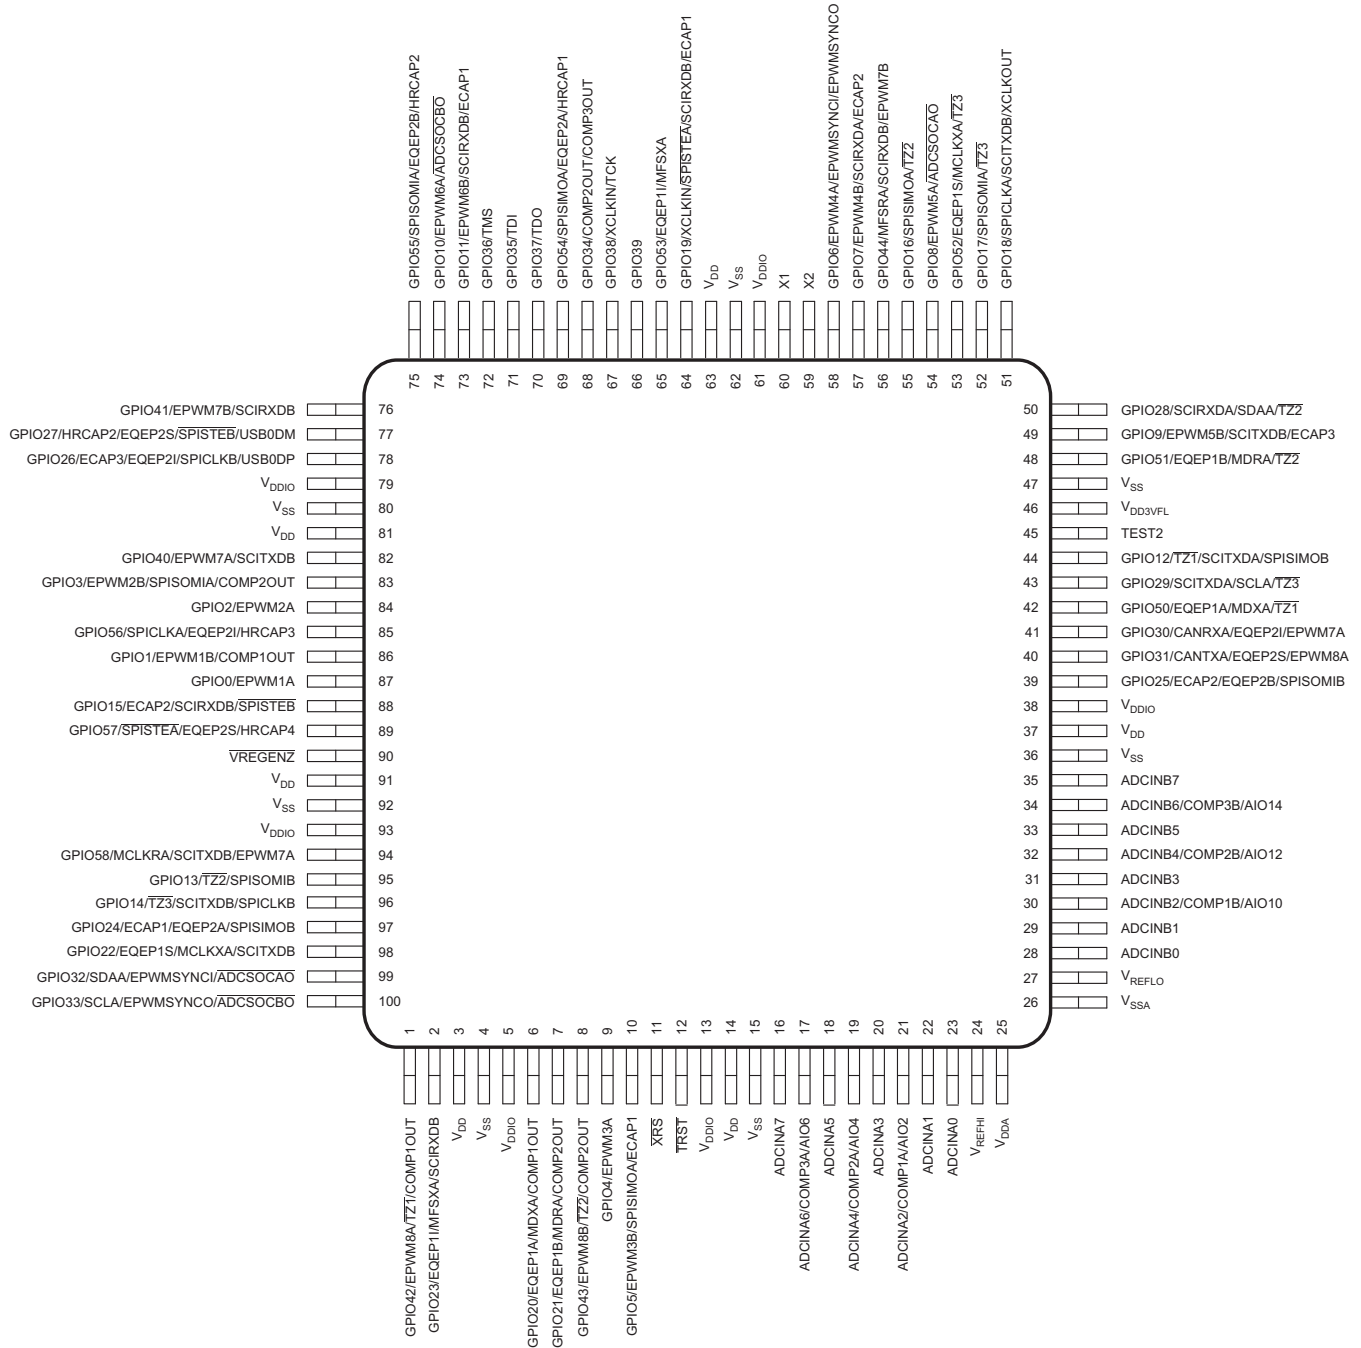 GPIO55/SPISOMIA/EQEP2B/HRCAP2
GPIO10/EPWM6A/ADCSOCBO
GPIO11/EPWM6B/SCIRXDB/ECAP1
GPIO36/TMS
GPIO35/TDI
GPIO37/TDO
GPIO54/SPISIMOA/EQEP2A/HRCAP1
GPIO34/COMP2OUT/COMP3OUT
GPIO38/XCLKIN/TCK
GPIO39
GPIO53/EQEP1I/MFSXA
GPIO19/XCLKIN/SPISTEA/SCIRXDB/ECAP1
VDD
VSS
VDDIO
X1
X2
GPIO6/EPWM4A/EPWMSYNCI/EPWMSYNCO
GPIO7/EPWM4B/SCIRXDA/ECAP2
GPIO44/MFSRA/SCIRXDB/EPWM7B
GPIO16/SPISIMOA/TZ2
GPIO8/EPWM5A/ADCSOCAO
GPIO52/EQEP1S/MCLKXA/TZ3
GPIO17/SPISOMIA/TZ3
GPIO18/SPICLKA/SCITXDB/XCLKOUT
75 74 73 72 71 70 69 68 67 66 65 64 63 62 61 60 59 58 57 56 55 54 53 52 51
GPIO41/EPWM7B/SCIRXDB 76
GPIO27/HRCAP2/EQEP2S/SPISTEB/USB0DM 77
GPIO26/ECAP3/EQEP2I/SPICLKB/USB0DP 78
VDDIO 79
VSS 80
VDD 81
GPIO40/EPWM7A/SCITXDB 82
GPIO3/EPWM2B/SPISOMIA/COMP2OUT 83
GPIO2/EPWM2A 84
GPIO56/SPICLKA/EQEP2I/HRCAP3 85
GPIO1/EPWM1B/COMP1OUT 86
GPIO0/EPWM1A 87
GPIO15/ECAP2/SCIRXDB/SPISTEB 88
GPIO57/SPISTEA/EQEP2S/HRCAP4 89
VREGENZ 90
VDD 91
VSS 92
VDDIO 93
GPIO58/MCLKRA/SCITXDB/EPWM7A 94
GPIO13/TZ2/SPISOMIB 95
GPIO14/TZ3/SCITXDB/SPICLKB 96
GPIO24/ECAP1/EQEP2A/SPISIMOB 97
GPIO22/EQEP1S/MCLKXA/SCITXDB 98
GPIO32/SDAA/EPWMSYNCI/ADCSOCAO 99
GPIO33/SCLA/EPWMSYNCO/ADCSOCBO 100
50 GPIO28/SCIRXDA/SDAA/TZ2
49 GPIO9/EPWM5B/SCITXDB/ECAP3
48 GPIO51/EQEP1B/MDRA/TZ2
47 VSS
46 VDD3VFL
45 TEST2
44 GPIO12/TZ1/SCITXDA/SPISIMOB
43 GPIO29/SCITXDA/SCLA/TZ3
42 GPIO50/EQEP1A/MDXA/TZ1
41 GPIO30/CANRXA/EQEP2I/EPWM7A
40 GPIO31/CANTXA/EQEP2S/EPWM8A
39 GPIO25/ECAP2/EQEP2B/SPISOMIB
38 VDDIO
37 VDD
36 VSS
35 ADCINB7
34 ADCINB6/COMP3B/AIO14
33 ADCINB5
32 ADCINB4/COMP2B/AIO12
31 ADCINB3
30 ADCINB2/COMP1B/AIO10
29 ADCINB1
28 ADCINB0
27 VREFLO
26 VSSA
1 2 3 4 5 6 7 8 9 10 11 12 13 14 15 16 17 18 19 20 21 22 23 24 25
GPIO42/EPWM8A/TZ1/COMP1OUT
GPIO23/EQEP1I/MFSXA/SCIRXDB
VDD
VSS
VDDIO
GPIO20/EQEP1A/MDXA/COMP1OUT
GPIO21/EQEP1B/MDRA/COMP2OUT
GPIO43/EPWM8B/TZ2/COMP2OUT
GPIO4/EPWM3A
GPIO5/EPWM3B/SPISIMOA/ECAP1
XRS
TRST
VDDIO
VDD
VSS
ADCINA7
ADCINA6/COMP3A/AIO6
ADCINA5
ADCINA4/COMP2A/AIO4
ADCINA3
ADCINA2/COMP1A/AIO2
ADCINA1
ADCINA0
VREFHI
VDDA